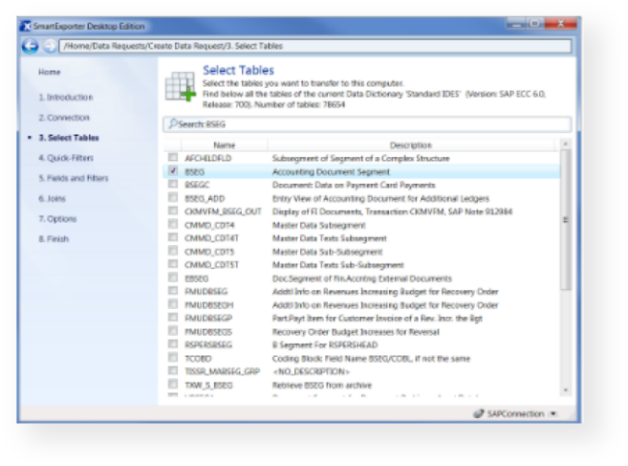 SmartExporter Desktop Edition
/Home/Data Requests/Create Data Request/3. Select Tables
Home
1. Introduction
2. Connection
3. Select Tables
4. Quick-Filters
5. Fields and Filters
6. Joins
7. Options
8. Finish
Select Tables
Select the tables you want to transfer to this computer.
Find below all the tables of the current Data Dictionary 'Standard IDES' (Version: SAP ECC 6.0, Release: 700). Number of tables: 78654
Search: BSEG
Name Description
AFCHILDFLD Subsegment of Segment of a Complex Structure
BSEG Accounting Document Segment
BSEGC Document: Data on Payment Card Payments
BSEG_ADD Entry View of Accounting Document for Additional Ledgers
CKMVFM_BSEG_OUT Display of FI Documents, Transaction CKMVFM, SAP Note 912984
CMMD_CDT4 Master Data Subsegment
CMMD_CDT4T Master Data Texts Subsegment
CMMD_CDT5 Master Data Sub-Subsegment
CMMD_CDT5T Master Data Texts Sub-Subsegment
EBSEG Doc.Segment of Fin.Accntng External Documents
FMUDBSEG Addtl Info on Revenues Increasing Budget for Recovery Order
FMUDBSEGH Addtl Info on Revenues Increasing Budget for Recovery Order
FMUDBSEGP Part.Payt Item for Customer Invoice of a Rev. Incr. the Bgt
FMUDBSEGS Recovery Order Budget Increases for Reversal
RSPERSBSEG B Segment For RSPERSHEAD
TCOBD Coding Block: Field Name BSEG/COBL, if not the same
TISSR_MABSEG_GRP <NO_DESCRIPTION>
TXW_S_BSEG Retrieve BSEG from archive
SAPConnection